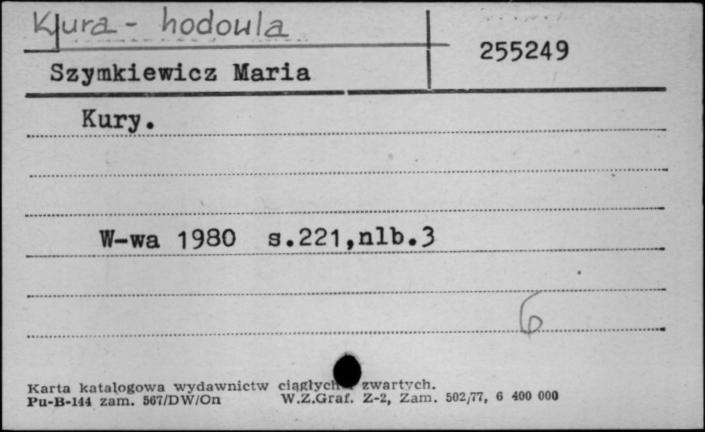 Kura - hodoula
255249
Szymkiewicz Maria
Kury.
W-wa 1980 s.221,nlb.3
6
Karta katalogowa wydawnictw ciągłych i zwartych.
Pu-B-144 zam. 567/DW/On W.Z.Graf. Z-2, Zam. 502/77, 6 400 000